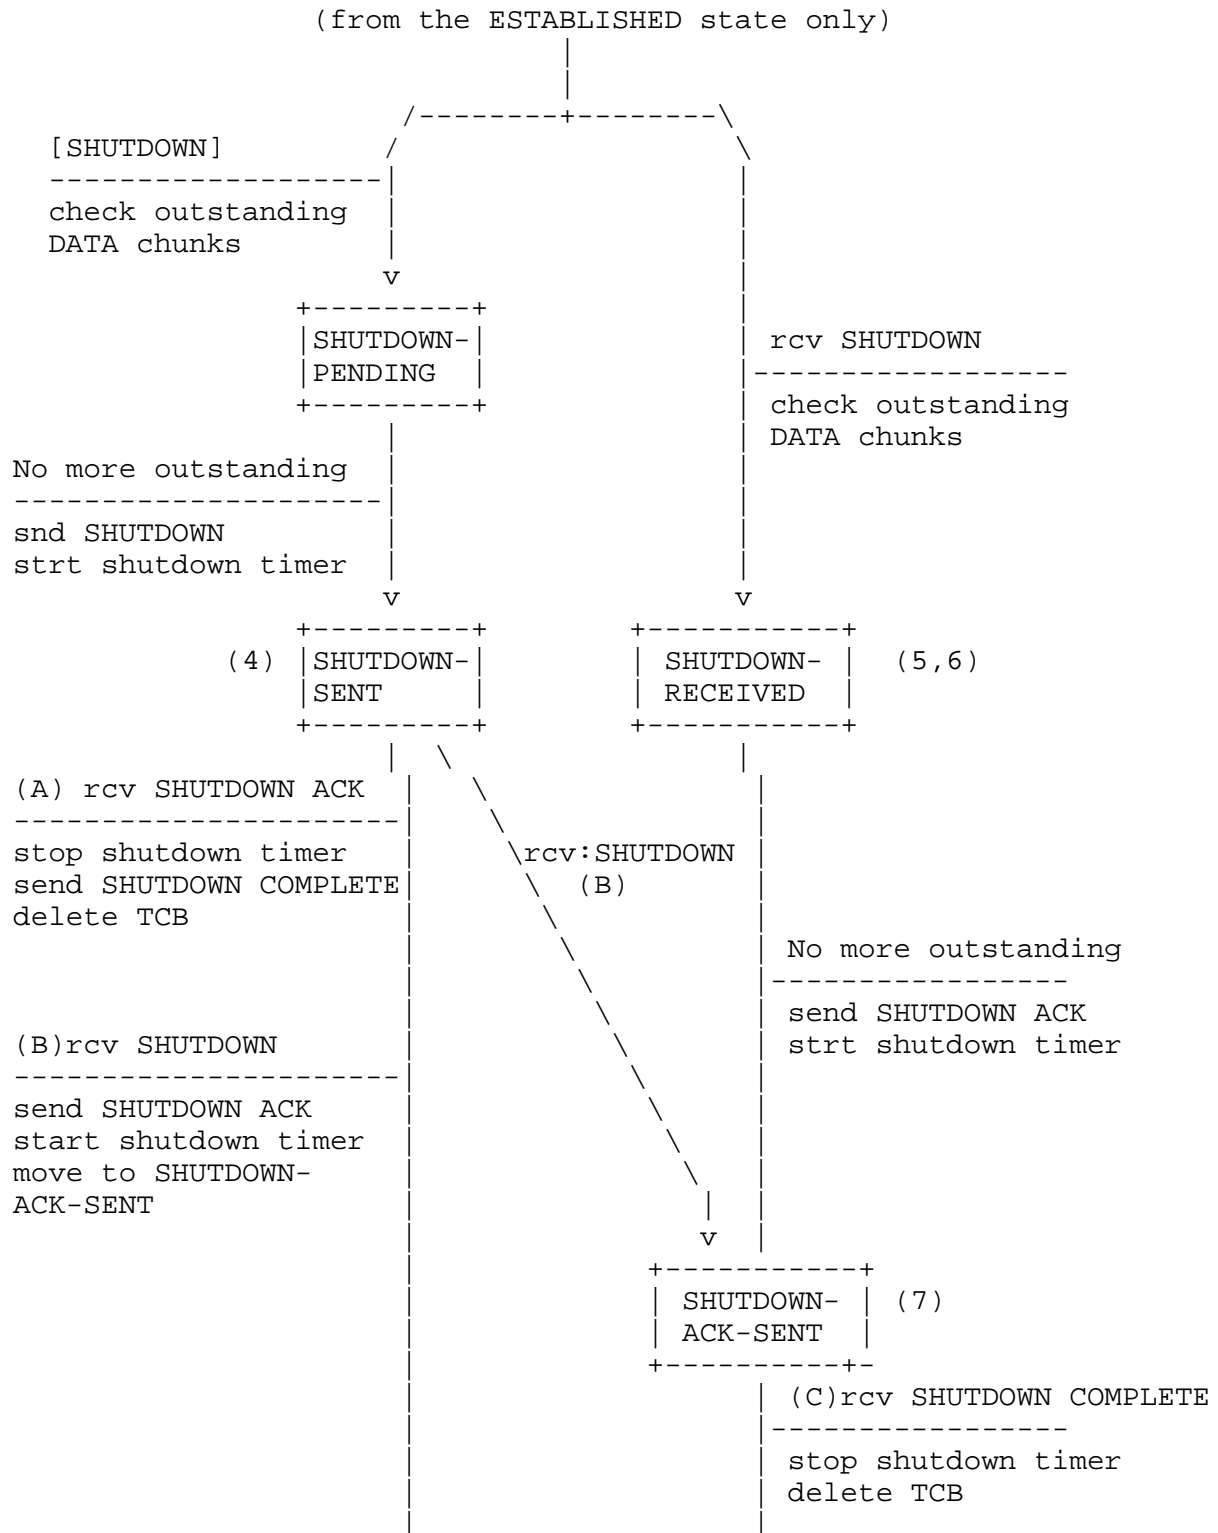 (from the ESTABLISHED state only)
[SHUTDOWN]
check outstanding
DATA chunks
SHUTDOWN-
PENDING
rcv SHUTDOWN
check outstanding
DATA chunks
No more outstanding
snd SHUTDOWN
strt shutdown timer
(4) SHUTDOWN-
SENT
SHUTDOWN- (5,6)
RECEIVED
(A) rcv SHUTDOWN ACK
stop shutdown timer
send SHUTDOWN COMPLETE
delete TCB
rcv:SHUTDOWN
(B)
No more outstanding
send SHUTDOWN ACK
strt shutdown timer
(B)rcv SHUTDOWN
send SHUTDOWN ACK
start shutdown timer
move to SHUTDOWN-
ACK-SENT
SHUTDOWN- (7)
ACK-SENT
(C)rcv SHUTDOWN COMPLETE
stop shutdown timer
delete TCB